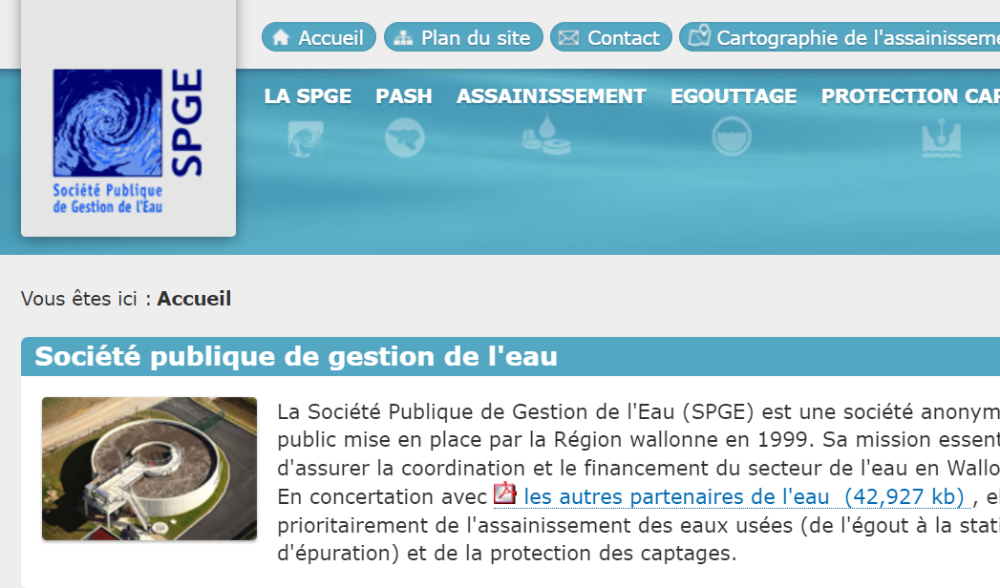 Accueil
Plan du site
Contact
Cartographie de l'assainisseme
SPGE
Société Publique
de Gestion de l'Eau
LA SPGE
PASH
ASSAINISSEMENT
EGOUTTAGE
PROTECTION CAP
Vous êtes ici : Accueil
Société publique de gestion de l'eau
La Société Publique de Gestion de l'Eau (SPGE) est une société anonym
public mise en place par la Région wallonne en 1999. Sa mission essent
d'assurer la coordination et le financement du secteur de l'eau en Wallo
En concertation avec les autres partenaires de l'eau (42,927 kb) , el
prioritairement de l'assainissement des eaux usées (de l'égout à la stati
d'épuration) et de la protection des captages.